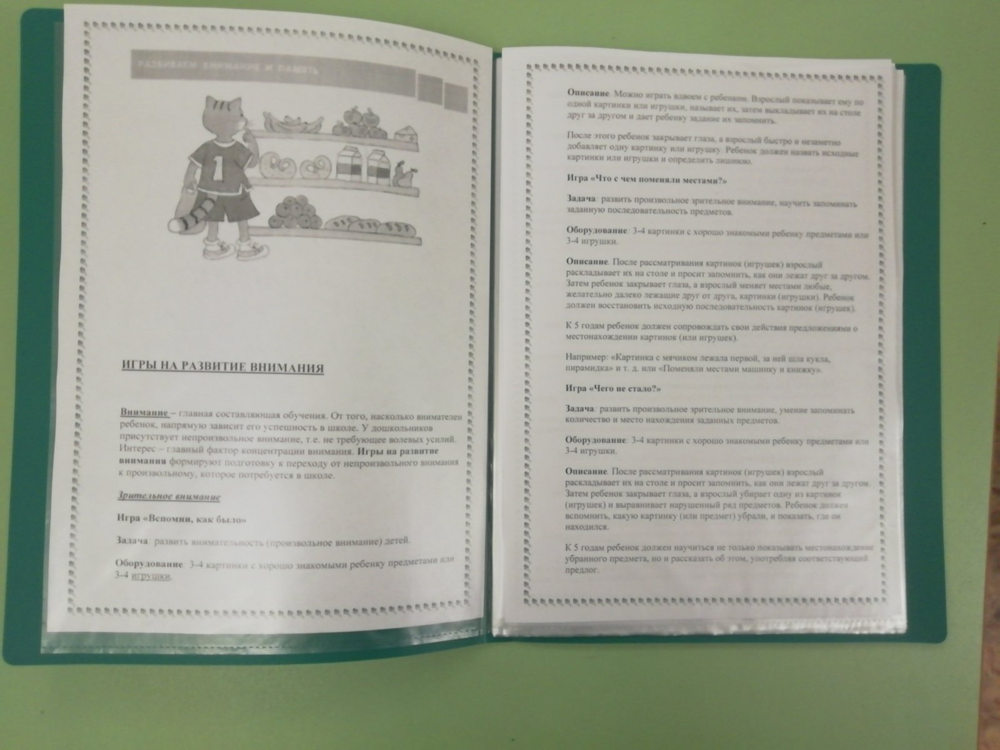 РАЗВИВАЕМ ВНИМАНИЕ И ПАМЯТЬ
1
ИГРЫ НА РАЗВИТИЕ ВНИМАНИЯ
Внимание – главная составляющая обучения. От того, насколько внимателен
ребенок, напрямую зависит его успешность в школе. У дошкольников
присутствует непроизвольное внимание, т.е. не требующее волевых усилий.
Интерес – главный фактор концентрации внимания. Игры на развитие
внимания формируют подготовку к переходу от непроизвольного внимания
к произвольному, которое потребуется в школе.
Зрительное внимание
Игра «Вспомни, как было»
Задача: развить внимательность (произвольное внимание) детей.
Оборудование: 3-4 картинки с хорошо знакомыми ребенку предметами или
3-4 игрушки.
Описание. Можно играть вдвоем с ребенком. Взрослый показывает ему по
одной картинки или игрушки, называет их, затем выкладывает их на столе
друг за другом и дает ребенку задание их запомнить.
После этого ребенок закрывает глаза, а взрослый быстро и незаметно
добавляет одну картинку или игрушку. Ребенок должен назвать исходные
картинки или игрушки и определить лишнюю.
Игра «Что с чем поменяли местами?»
Задача: развить произвольное зрительное внимание, научить запоминать
заданную последовательность предметов.
Оборудование: 3-4 картинки с хорошо знакомыми ребенку предметами или
3-4 игрушки.
Описание. После рассматривания картинок (игрушек) взрослый
раскладывает их на столе и просит запомнить, как они лежат друг за другом.
Затем ребенок закрывает глаза, а взрослый меняет местами любые,
желательно далеко лежащие друг от друга, картинки (игрушки). Ребенок
должен восстановить исходную последовательность картинок (игрушек).
К 5 годам ребенок должен сопровождать свои действия предложениями о
местонахождении картинок (или игрушек).
Например: «Картинка с мячиком лежала первой, за ней шла кукла,
пирамидка» и т. д. или «Поменяли местами машинку и книжку».
Игра «Чего не стало?»
Задача: развить произвольное зрительное внимание, умение запоминать
количество и место нахождения заданных предметов.
Оборудование: 3-4 картинки с хорошо знакомыми ребенку предметами или
3-4 игрушки.
Описание. После рассматривания картинок (игрушек) взрослый
раскладывает их на столе и просит запомнить, как они лежат друг за другом.
Затем ребенок закрывает глаза, а взрослый убирает одну из картинок
(игрушек) и выравнивает нарушенный ряд предметов. Ребенок должен
вспомнить, какую картинку (или предмет) убрали, и показать, где он
находился.
К 5 годам ребенок должен научиться не только показывать местонахождение
убранного предмета, но и рассказать об этом, употребляя соответствующий
предлог.